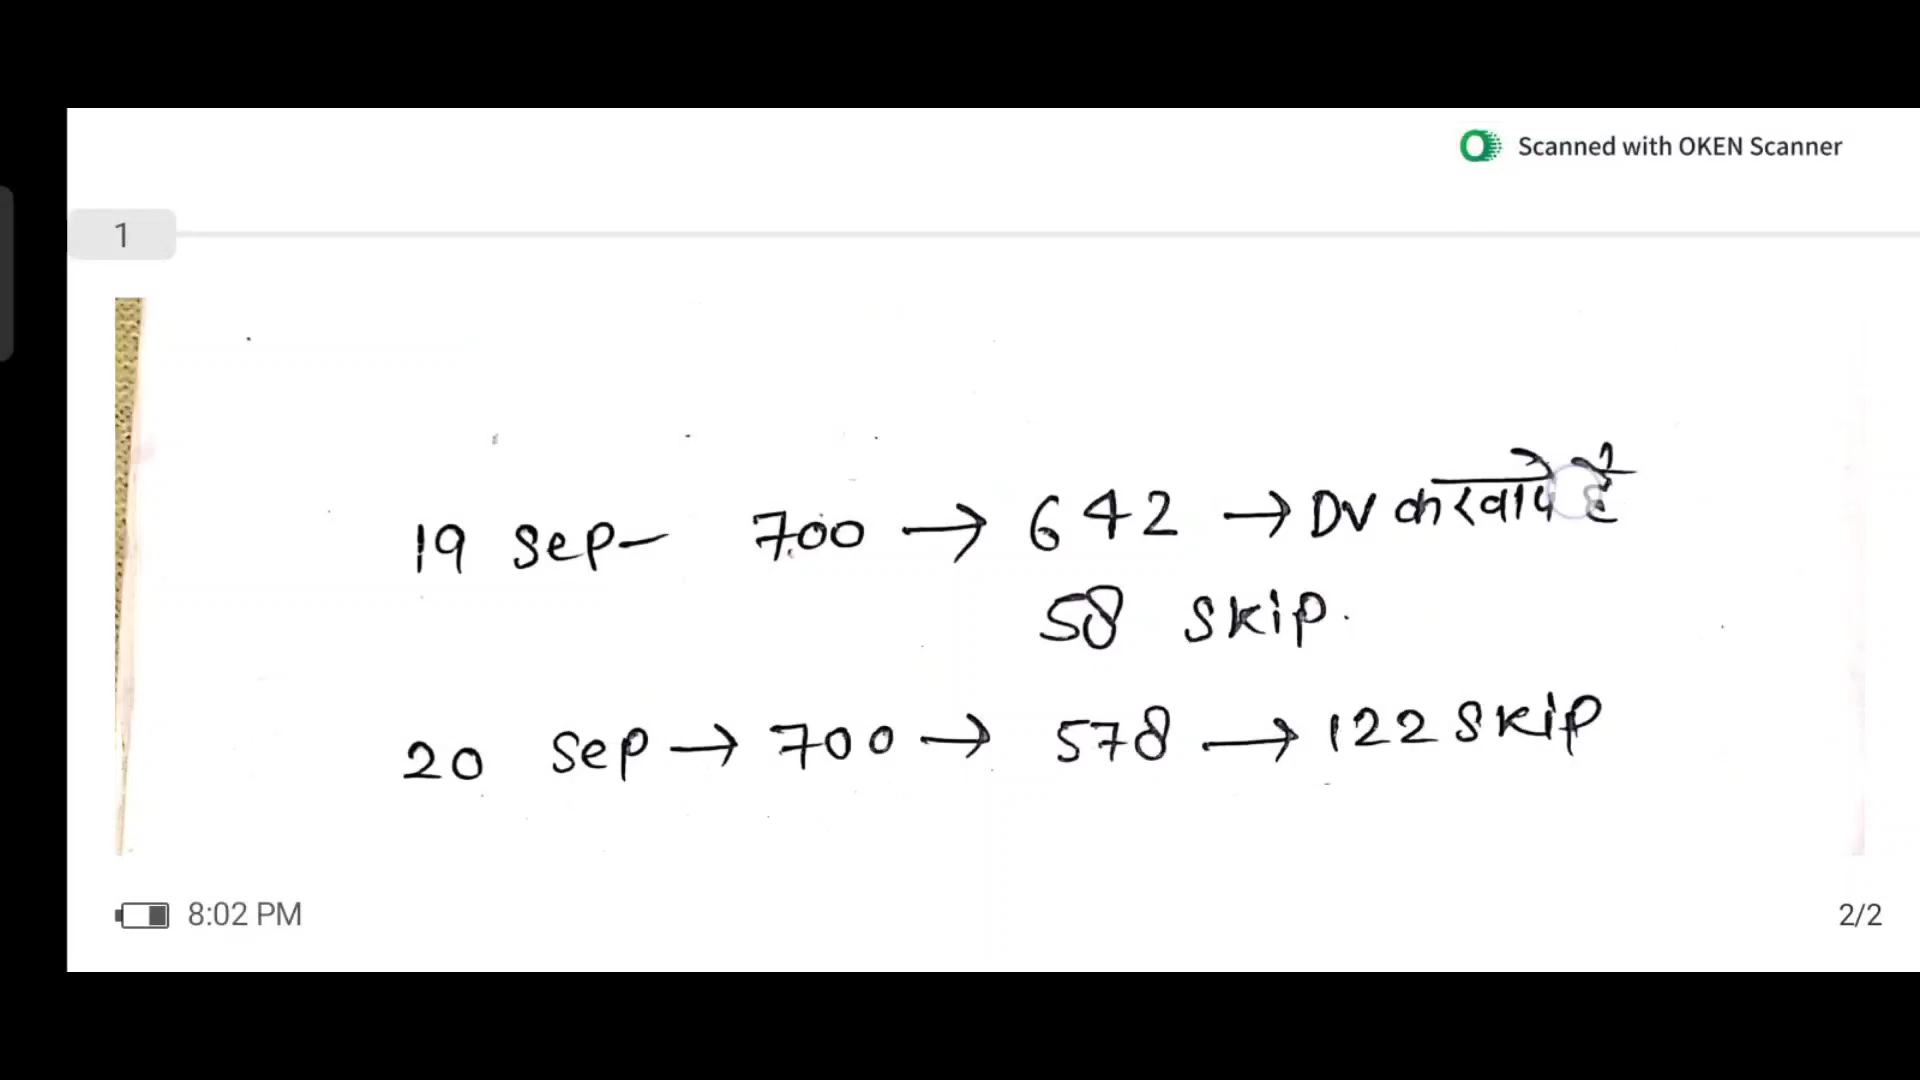 Scanned with OKEN Scanner
1
19 Sep - 700 → 642 → DV करवाये है
58 skip.
20 Sep → 700 → 578 → 122 Skip
8:02 PM
2/2